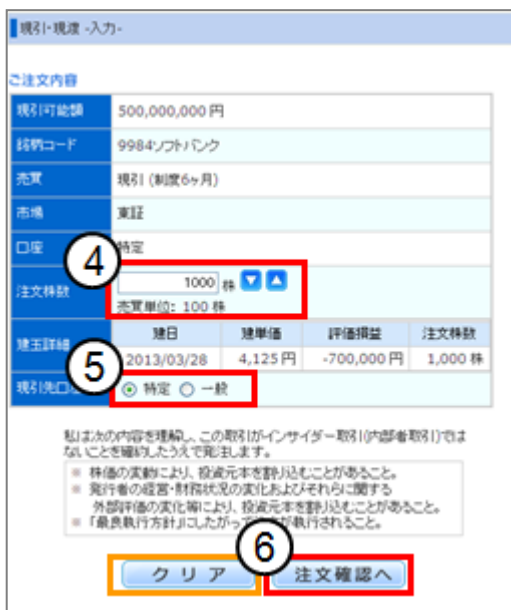 現引・現渡 -入力-
ご注文内容
現引可能額 500,000,000 円
銘柄コード 9984ソフトバンク
売買 現引 (制度6ヶ月)
市場 東証
口座 特定
④
注文株数 1000 株
売買単位: 100 株
建玉詳細 建日 建単価 評価損益 注文株数
2013/03/28 4,125 円 -700,000 円 1,000 株
⑤
現引先口 特定 一般
私は次の内容を理解し、この取引がインサイダー取引(内部者取引)では
ないことを確約したうえで発注します。
株価の変動により、投資元本を割り込むことがあること。
発行者の経営・財務状況の変化およびそれらに関する
外部評価の変化等により、投資元本を割り込むことがあること。
「最良執行方針」にしたがっ が執行されること。
⑥
クリア 注文確認へ